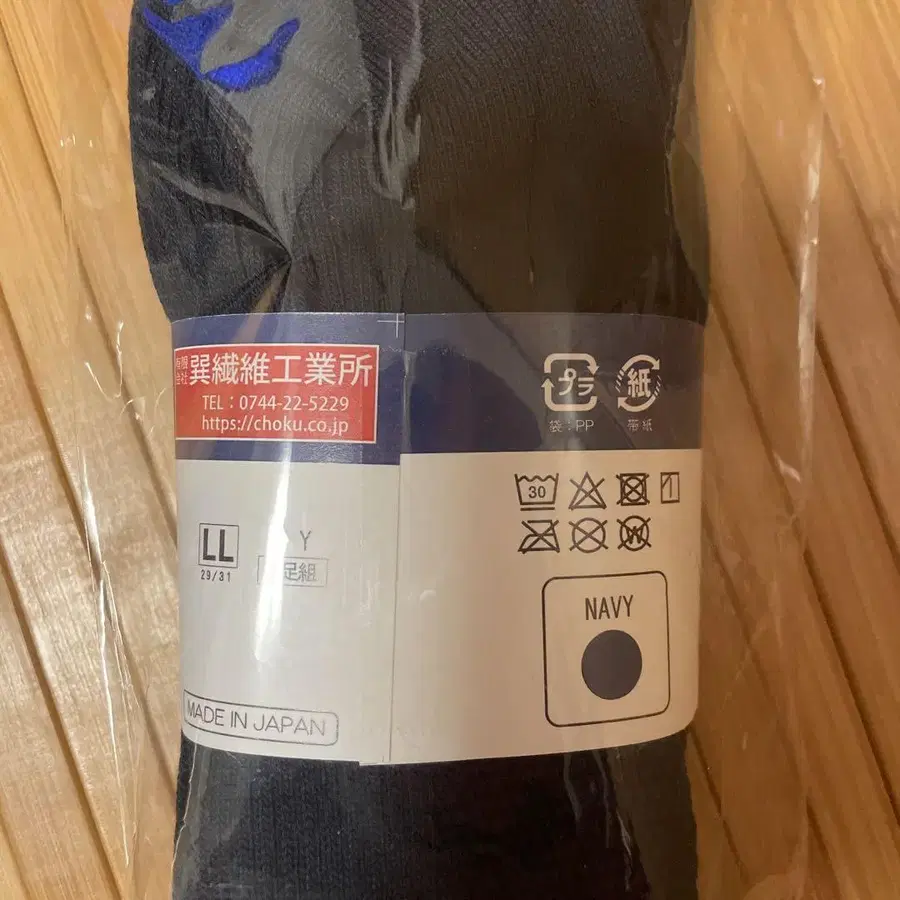 有限会社 巽繊維工業所
TEL：0744-22-5229
https://choku.co.jp
プラ
袋：PP
紙
帯紙
30
W
LL
29/31
Y
足組
NAVY
MADE IN JAPAN